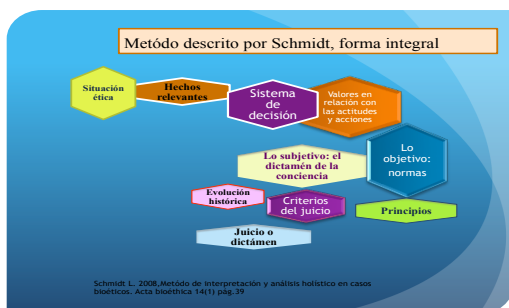 Metódo descrito por Schmidt, forma integral
Situación
ética
Hechos
relevantes
Sistema
de
decisión
Valores en
relación con
las actitudes
y acciones
Lo
objetivo:
normas
Lo subjetivo: el
dictamén de la
conciencia
Evolución
histórica
Criterios
del juicio
Principios
Juicio o
dictámen
Schmidt L. 2008,Metódo de interpretación y análisis holístico en casos
bioéticos. Acta bioéthica 14(1) pág.39